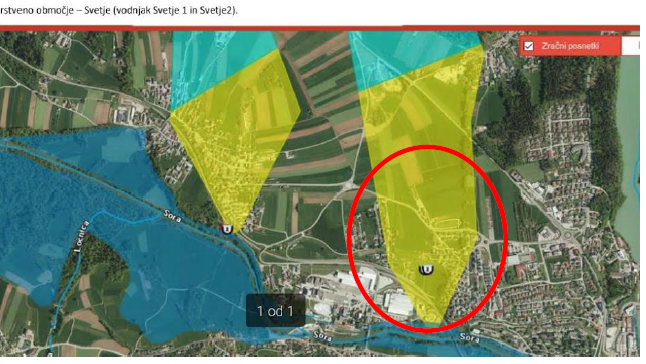 rstveno območje – Svetje (vodnjak Svetje 1 in Svetje2).
Zračni posnetki
Sora
Ločnica
1 od 1
Sora
Sora